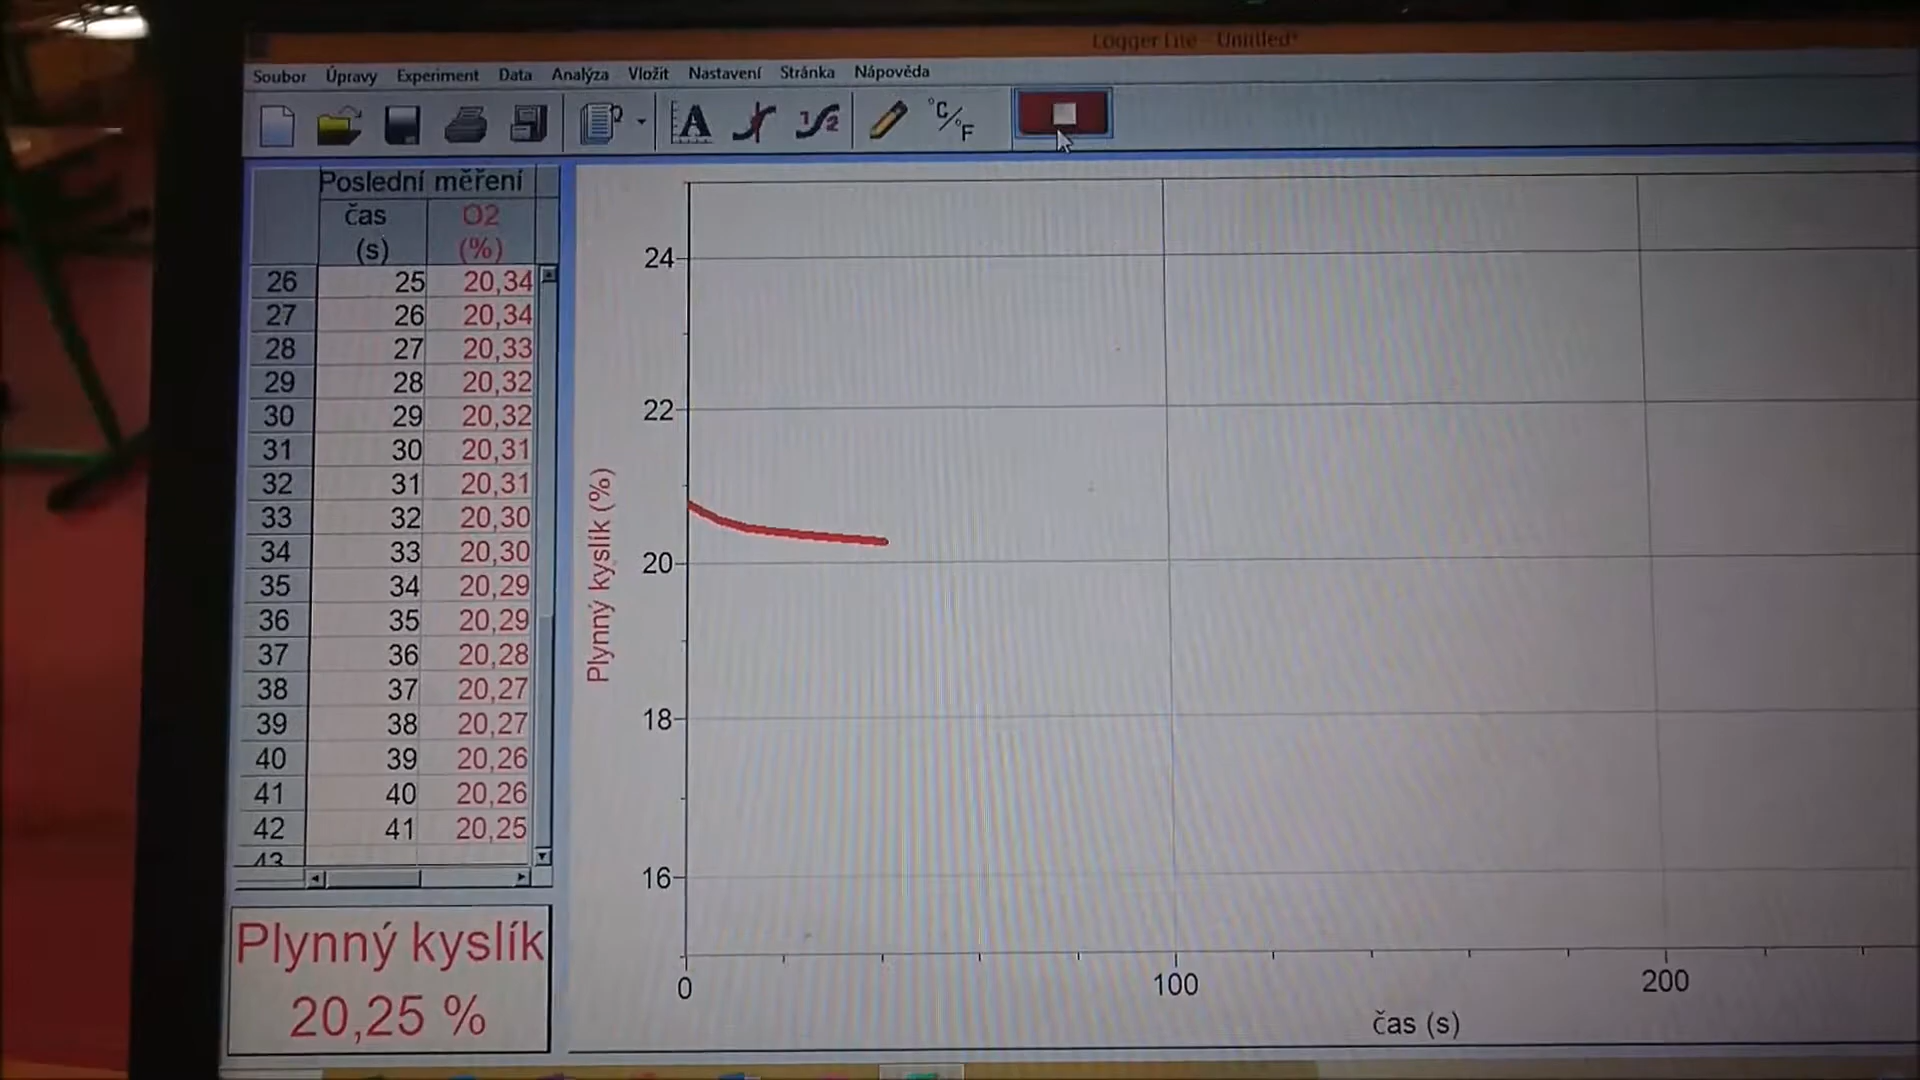 Logger Lite - Untitled*
Soubor Úpravy Experiment Data Analýza Vložit Nastavení Stránka Nápověda
A 1/2 °C/°F
Poslední měření
čas O2
(s) (%)
26 25 20,34
27 26 20,34
28 27 20,33
29 28 20,32
30 29 20,32
31 30 20,31
32 31 20,31
33 32 20,30
34 33 20,30
35 34 20,29
36 35 20,29
37 36 20,28
38 37 20,27
39 38 20,27
40 39 20,26
41 40 20,26
42 41 20,25
43
Plynný kyslík
20,25 %
Plynný kyslík (%)
24
22
20
18
16
0 100 200
čas (s)